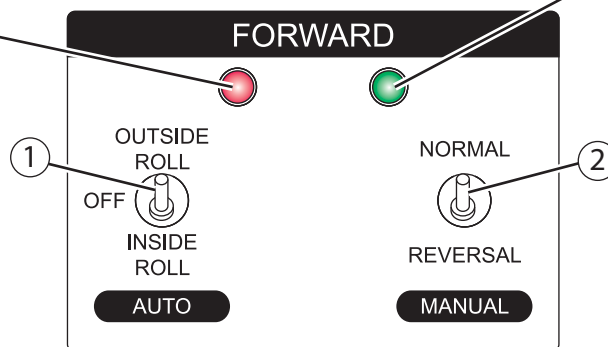 FORWARD
OUTSIDE
ROLL
1
OFF
INSIDE
ROLL
AUTO
NORMAL
2
REVERSAL
MANUAL